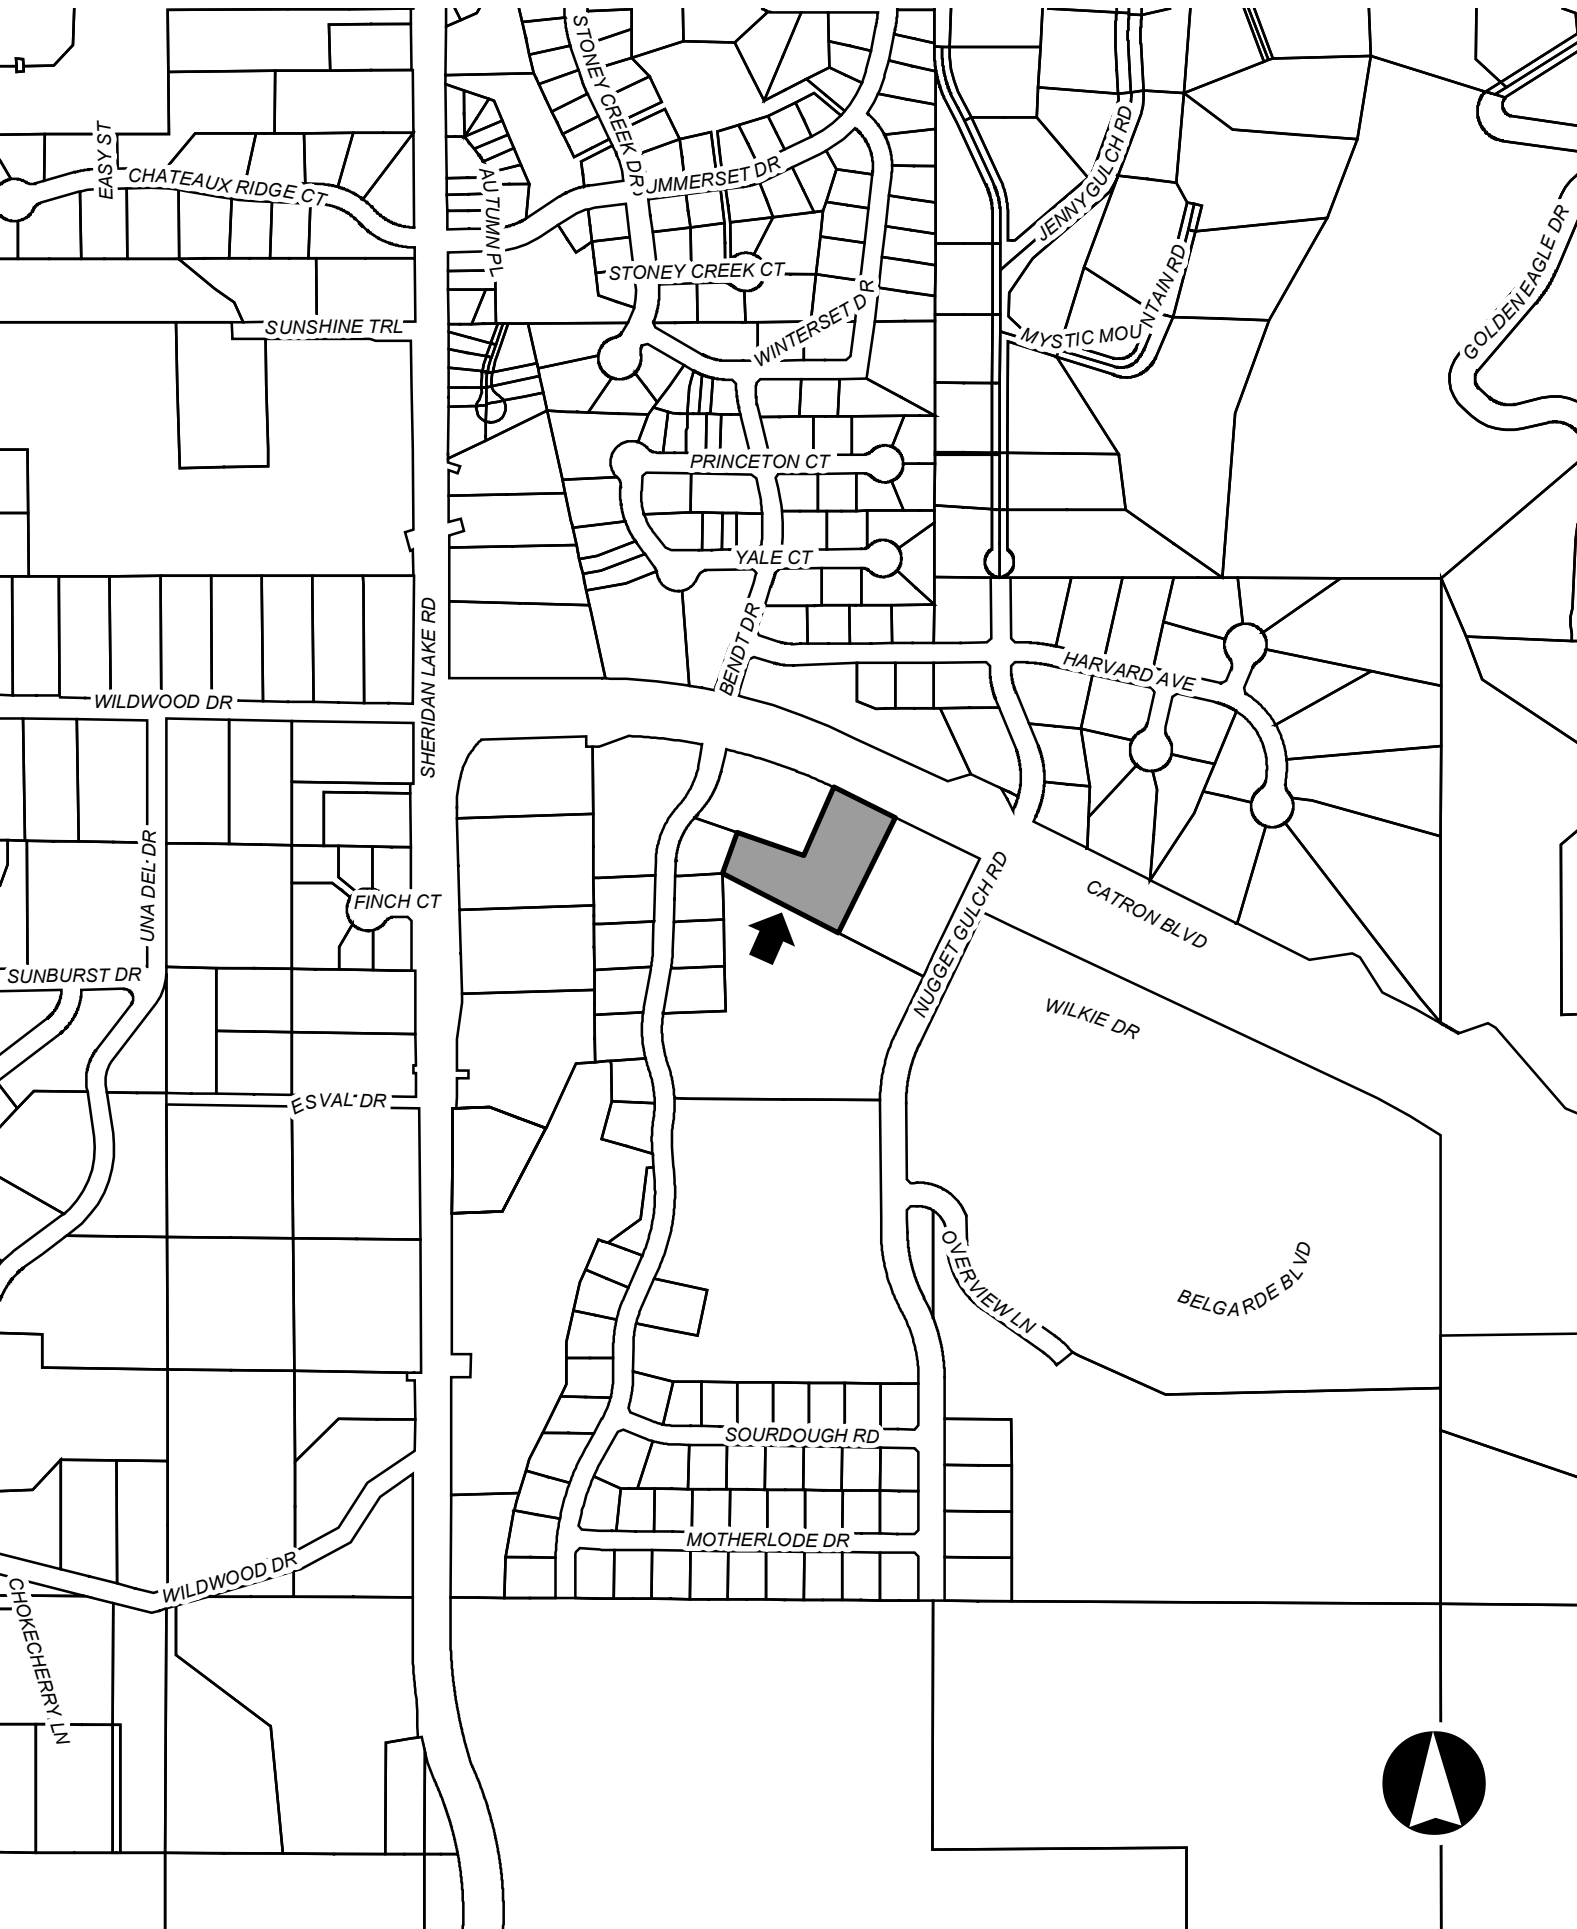 STONEY CREEK DR
EASY ST
CHATEAUX RIDGE CT
AUTUMN PL
UMMERSET DR
JENNY GULCH RD
STONEY CREEK CT
GOLDEN EAGLE DR
SUNSHINE TRL
WINTERSET DR
MYSTIC MOUNTAIN RD
PRINCETON CT
YALE CT
SHERIDAN LAKE RD
BENDT DR
HARVARD AVE
WILDWOOD DR
UNA DEL DR
FINCH CT
NUGGET GULCH RD
CATRON BLVD
SUNBURST DR
WILKIE DR
ESVAL DR
OVERVIEW LN
BELGARDE BLVD
SOURDOUGH RD
MOTHERLODE DR
WILDWOOD DR
CHOKECHERRY LN